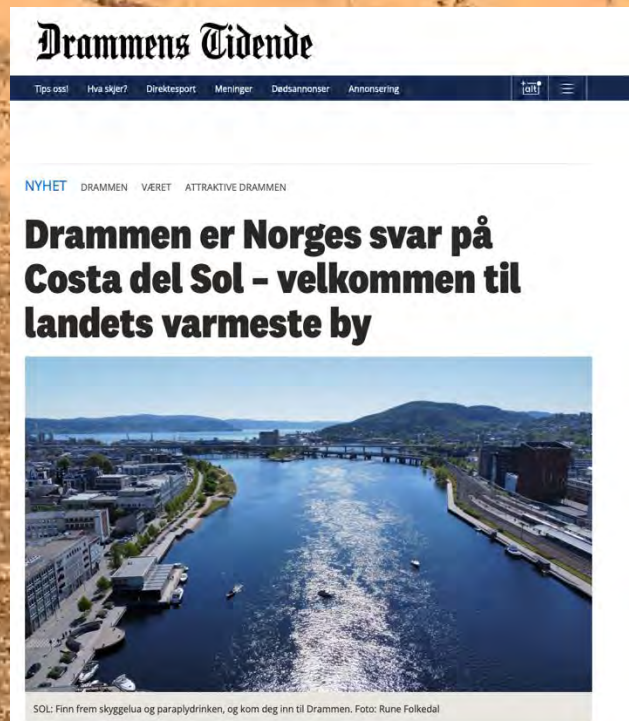 Drammens Tidende
Tips oss! Hva skjer? Direktesport Meninger Dødsannonser Annonsering alt
NYHET DRAMMEN VÆRET ATTRAKTIVE DRAMMEN
Drammen er Norges svar på
Costa del Sol – velkommen til
landets varmeste by
SOL: Finn frem skyggelua og paraplydrinken, og kom deg inn til Drammen. Foto: Rune Folkedal